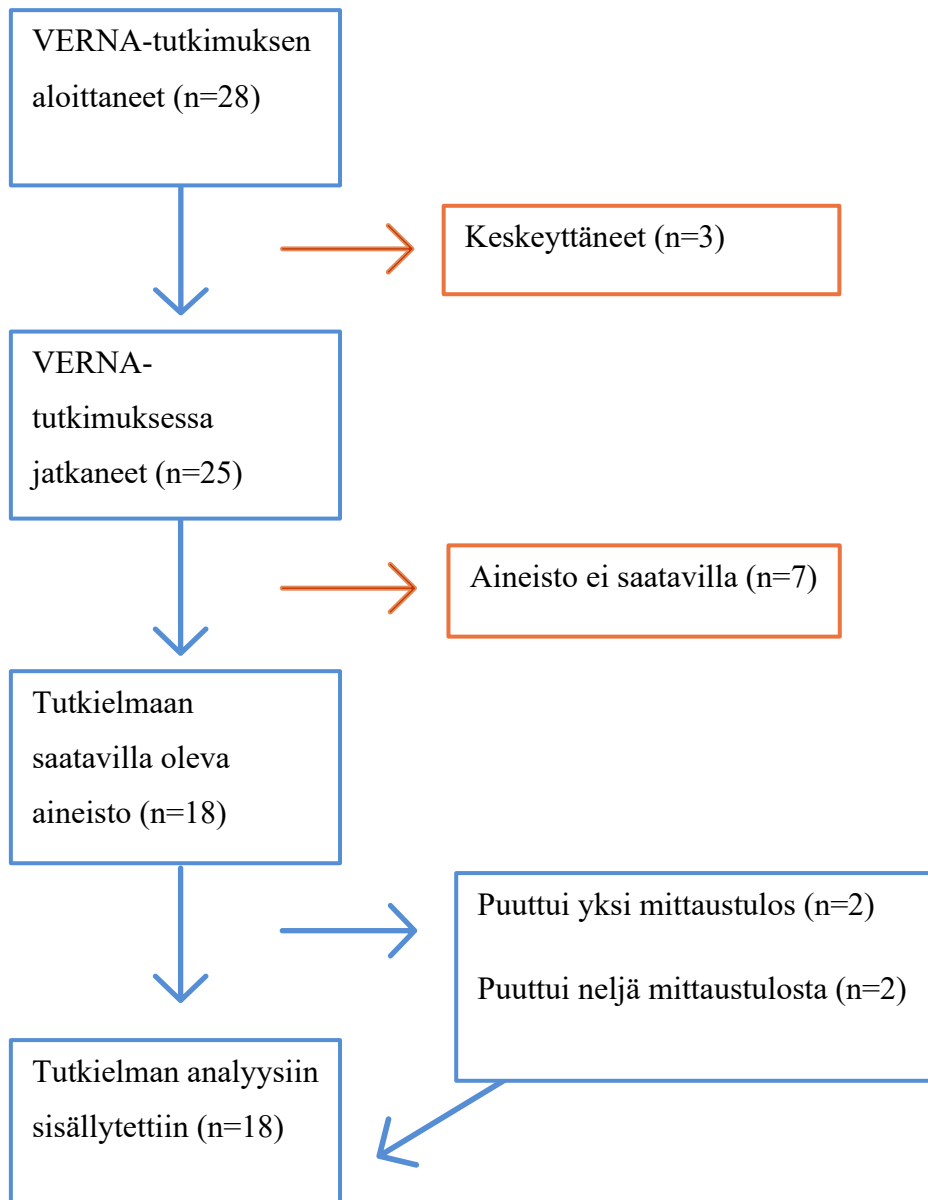 VERNA-tutkimuksen
aloittaneet (n=28)
Keskeyttäneet (n=3)
VERNA-
tutkimuksessa
jatkaneet (n=25)
Aineisto ei saatavilla (n=7)
Tutkielmaan
saatavilla oleva
aineisto (n=18)
Puuttui yksi mittaustulos (n=2)
Puuttui neljä mittaustulosta (n=2)
Tutkielman analyysiin
sisällytettiin (n=18)